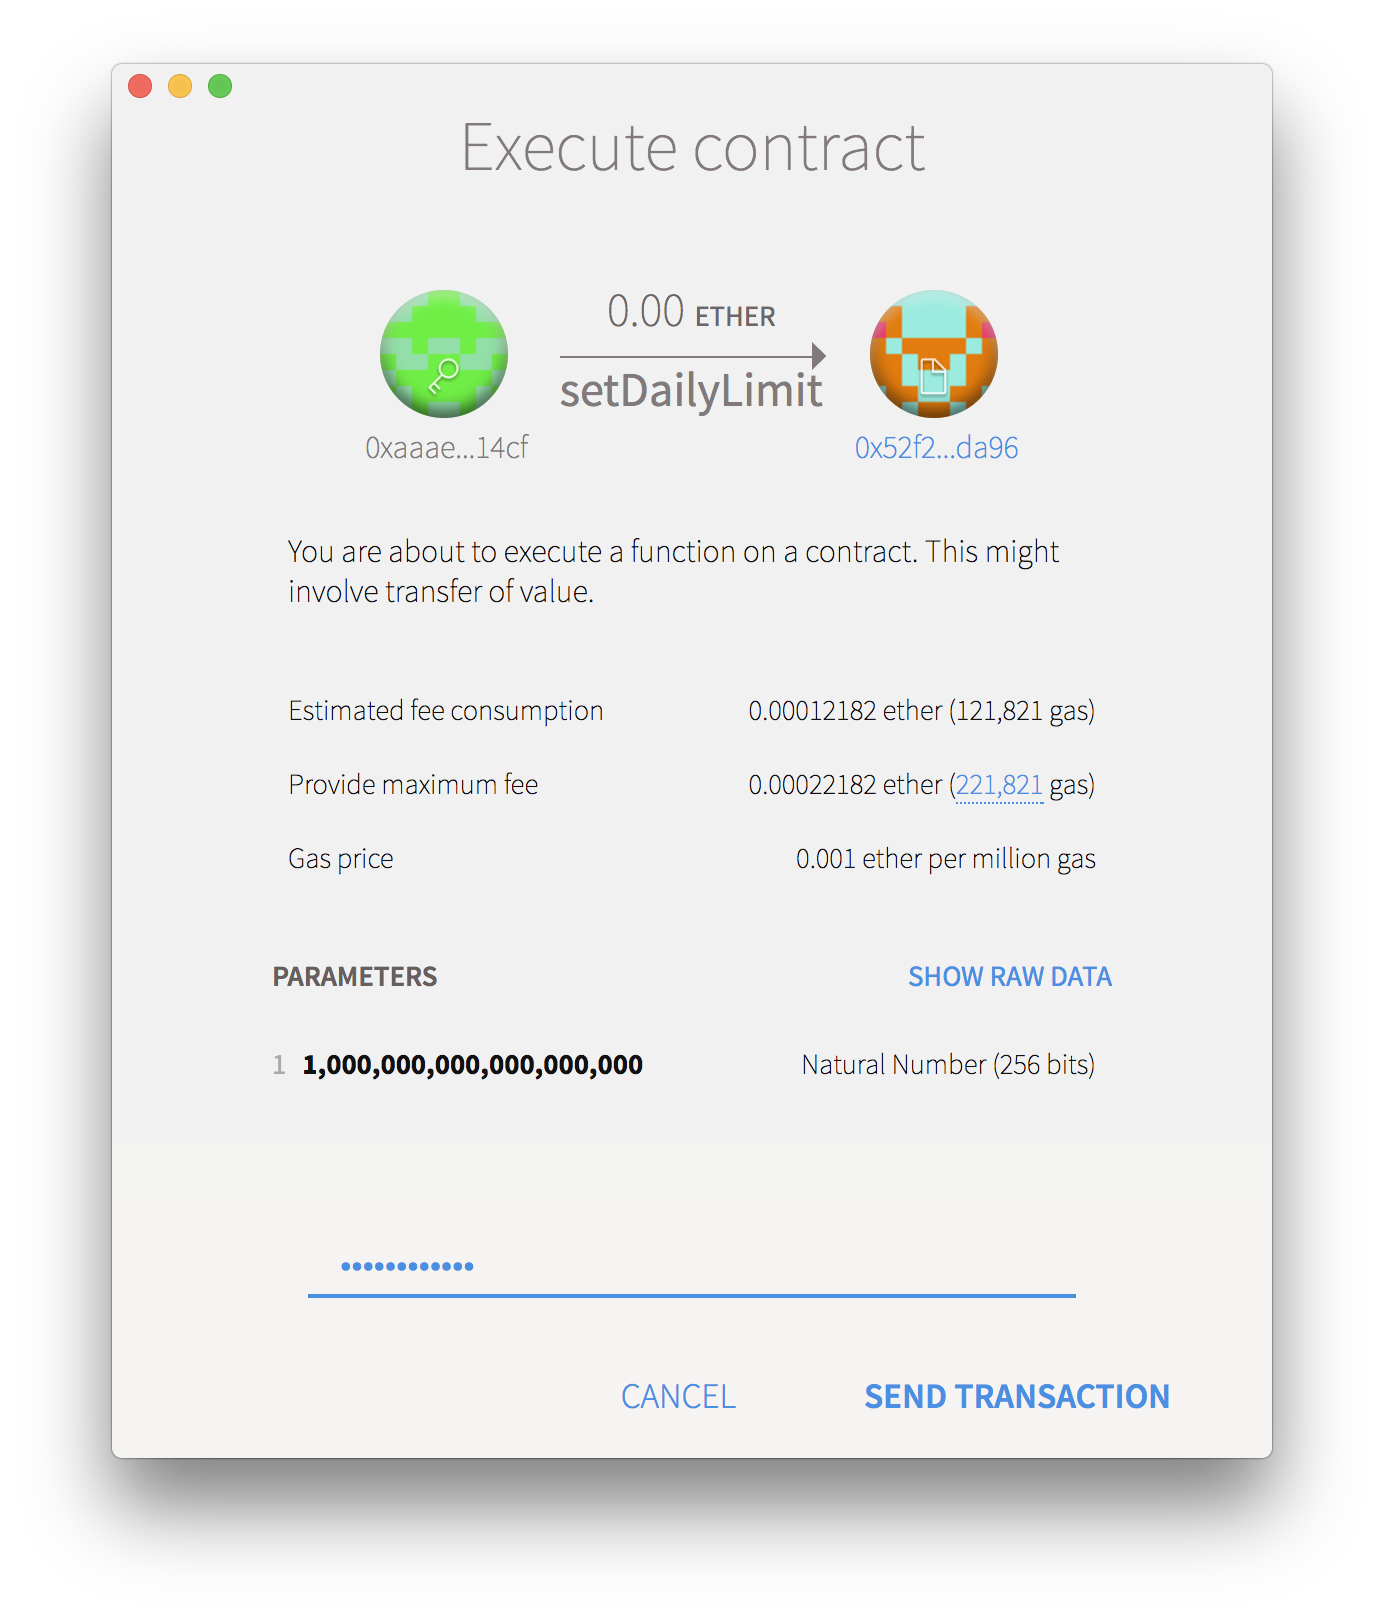 Execute contract
0.00 ETHER
setDailyLimit
0xaaae...14cf
0x52f2...da96
You are about to execute a function on a contract. This might
involve transfer of value.
Estimated fee consumption 0.00012182 ether (121,821 gas)
Provide maximum fee 0.00022182 ether (221,821 gas)
Gas price 0.001 ether per million gas
PARAMETERS SHOW RAW DATA
1 1,000,000,000,000,000,000 Natural Number (256 bits)
••••••••••••
CANCEL SEND TRANSACTION